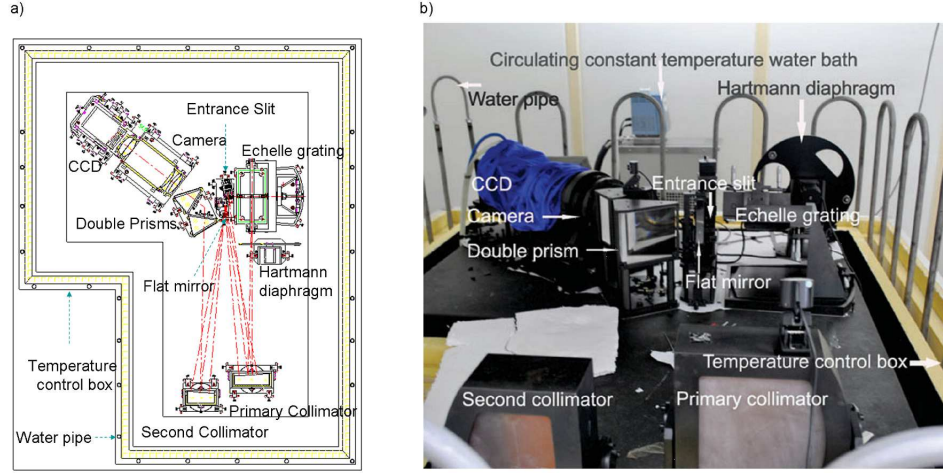 a)
b)
Entrance Slit
Camera
Echelle grating
CCD
Double Prisms
Flat mirror
Hartmann
diaphragm
Temperature
control box
Primary Collimator
Water pipe
Second Collimator
Circulating constant temperature water bath
Hartmann diaphragm
Water pipe
CCD
Entrance slit
Camera
Echelle grating
Double prism
Flat mirror
Temperature control box
Second collimator
Primary collimator